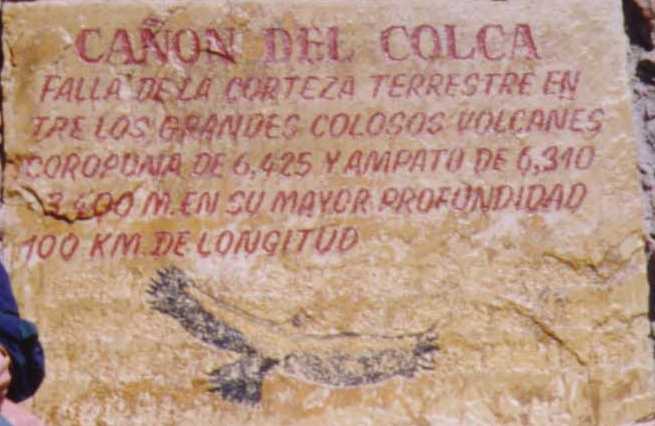 CAÑON DEL COLCA
FALLA DE LA CORTEZA TERRESTRE EN
TRE LOS GRANDES COLOSOS VOLCANES
COROPUNA DE 6,425 Y AMPATO DE 6,310
3,400 M. EN SU MAYOR PROFUNDIDAD
100 KM. DE LONGITUD